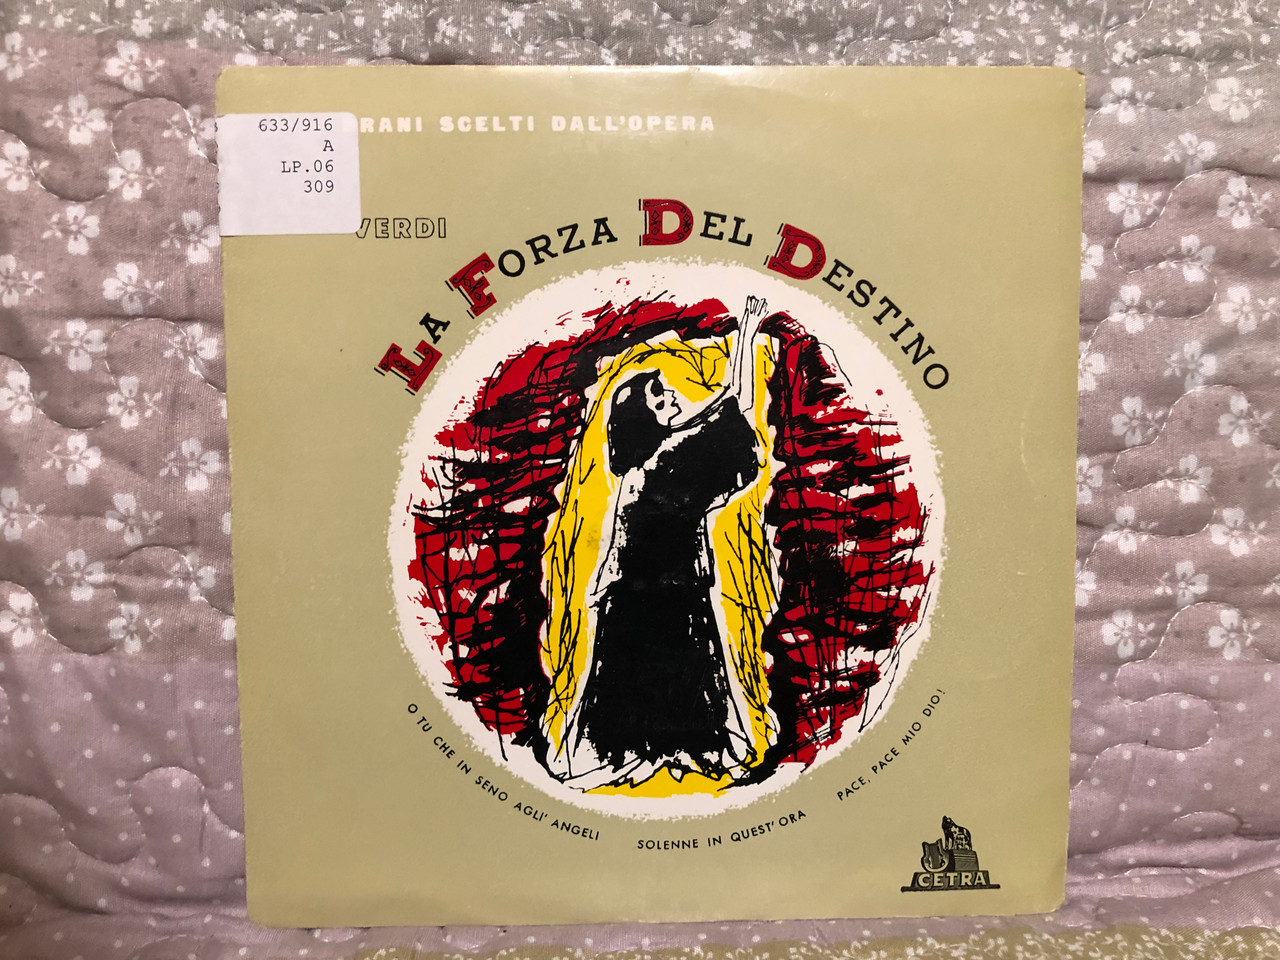 633/916
A
LP.06
309
RANI SCELTI DALL'OPERA
VERDI
LA FORZA DEL DESTINO
O TU CHE IN SENO AGLI' ANGELI
SOLENNE IN QUEST' ORA
PACE, PACE MIO DIO!
CETRA